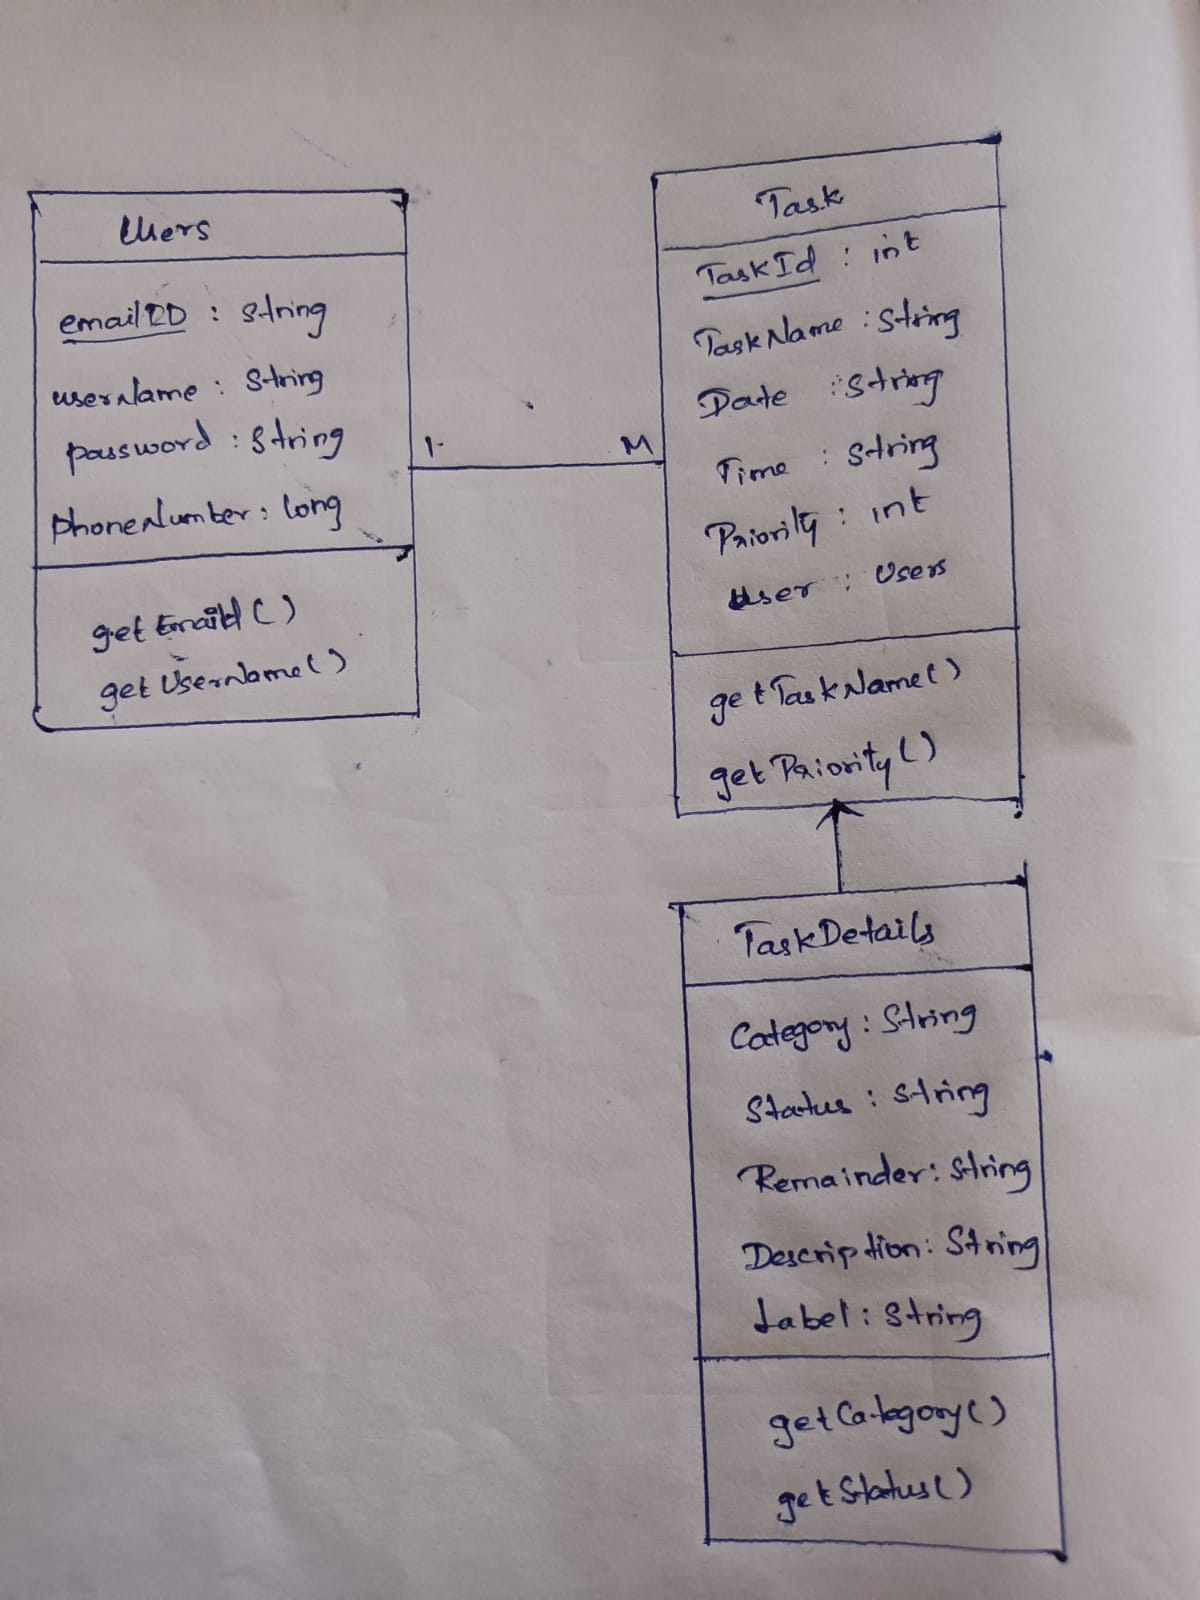 Users
emailID : String
userName : String
password : String
phoneNumber : long
getEmailId()
getUserName()
1 M
Task
TaskId : int
TaskName : String
Date : String
Time : String
Priority : int
User : Users
getTaskName()
getPriority()
TaskDetails
Category : String
Status : String
Remainder : String
Description : String
Label : String
getCategory()
getStatus()